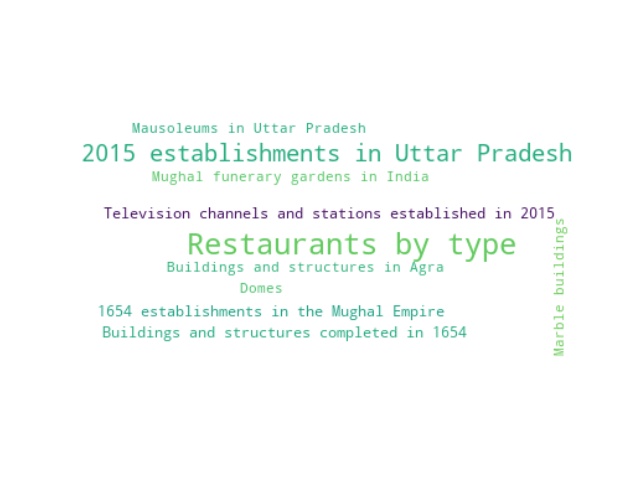 Mausoleums in Uttar Pradesh
2015 establishments in Uttar Pradesh
Mughal funerary gardens in India
Television channels and stations established in 2015
Restaurants by type
Buildings and structures in Agra
Domes
1654 establishments in the Mughal Empire
Buildings and structures completed in 1654
Marble buildings